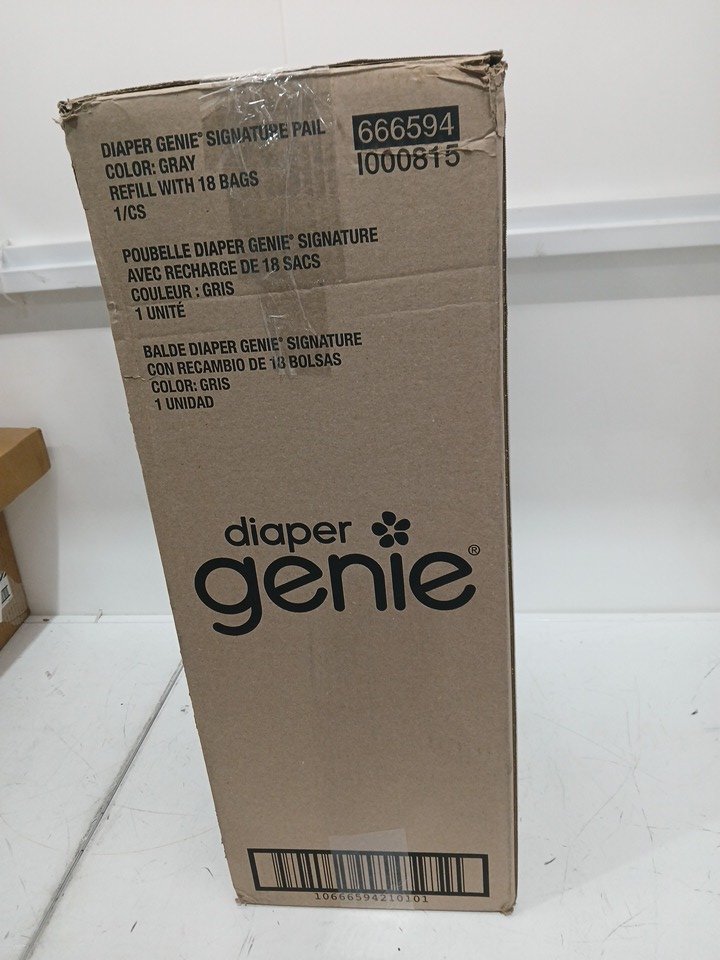 DIAPER GENIE® SIGNATURE PAIL
COLOR: GRAY
REFILL WITH 18 BAGS
1/CS
666594
I000815
POUBELLE DIAPER GENIE® SIGNATURE
AVEC RECHARGE DE 18 SACS
COULEUR : GRIS
1 UNITÉ
BALDE DIAPER GENIE® SIGNATURE
CON RECAMBIO DE 18 BOLSAS
COLOR: GRIS
1 UNIDAD
diaper
genie®
10666594210101